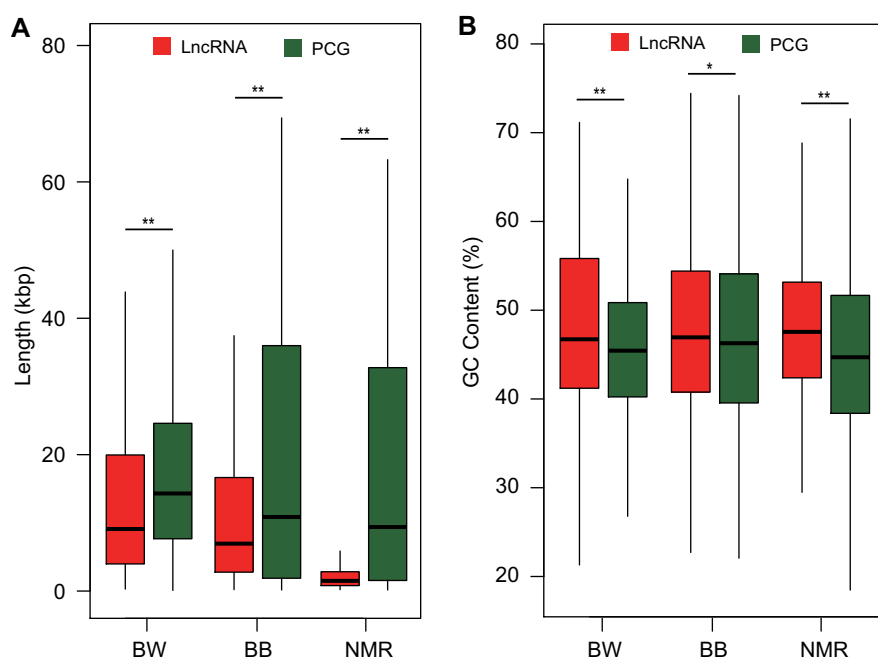 A
LncRNA PCG
80
60
40
20
0
Length (kbp)
**
**
**
BW BB NMR
B
LncRNA PCG
80
70
60
50
40
30
20
GC Content (%)
**
*
**
BW BB NMR